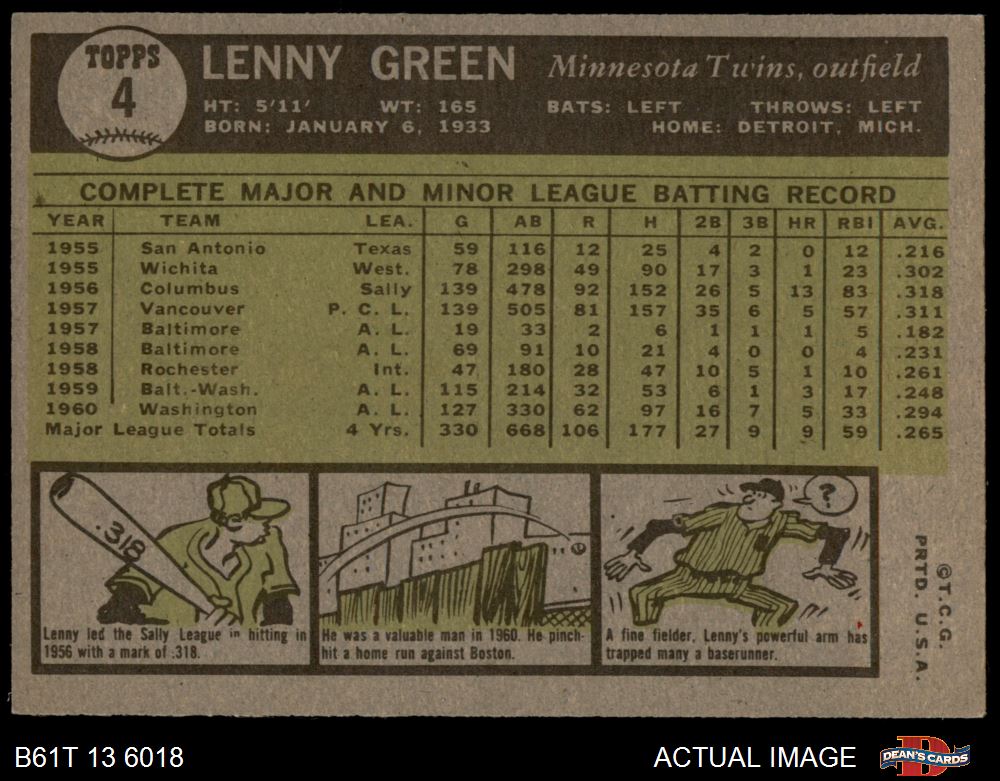 TOPPS
4
LENNY GREEN Minnesota Twins, outfield
HT: 5'11' WT: 165 BATS: LEFT THROWS: LEFT
BORN: JANUARY 6, 1933 HOME: DETROIT, MICH.
COMPLETE MAJOR AND MINOR LEAGUE BATTING RECORD
YEAR TEAM LEA. G AB R H 2B 3B HR RBI AVG.
1955 San Antonio Texas 59 116 12 25 4 2 0 12 .216
1955 Wichita West. 78 298 49 90 17 3 1 23 .302
1956 Columbus Sally 139 478 92 152 26 5 13 83 .318
1957 Vancouver P. C. L. 139 505 81 157 35 6 5 57 .311
1957 Baltimore A. L. 19 33 2 6 1 1 1 5 .182
1958 Baltimore A. L. 69 91 10 21 4 0 0 4 .231
1958 Rochester Int. 47 180 28 47 10 5 1 10 .261
1959 Balt.-Wash. A. L. 115 214 32 53 6 1 3 17 .248
1960 Washington A. L. 127 330 62 97 16 7 5 33 .294
Major League Totals 4 Yrs. 330 668 106 177 27 9 9 59 .265
.318
Lenny led the Sally League in hitting in
1956 with a mark of .318.
He was a valuable man in 1960. He pinch-
hit a home run against Boston.
?
A fine fielder, Lenny's powerful arm has
trapped many a baserunner.
©T.C.G.
PRTD. U.S.A.
B61T 13 6018 ACTUAL IMAGE
D
DEAN'S CARDS